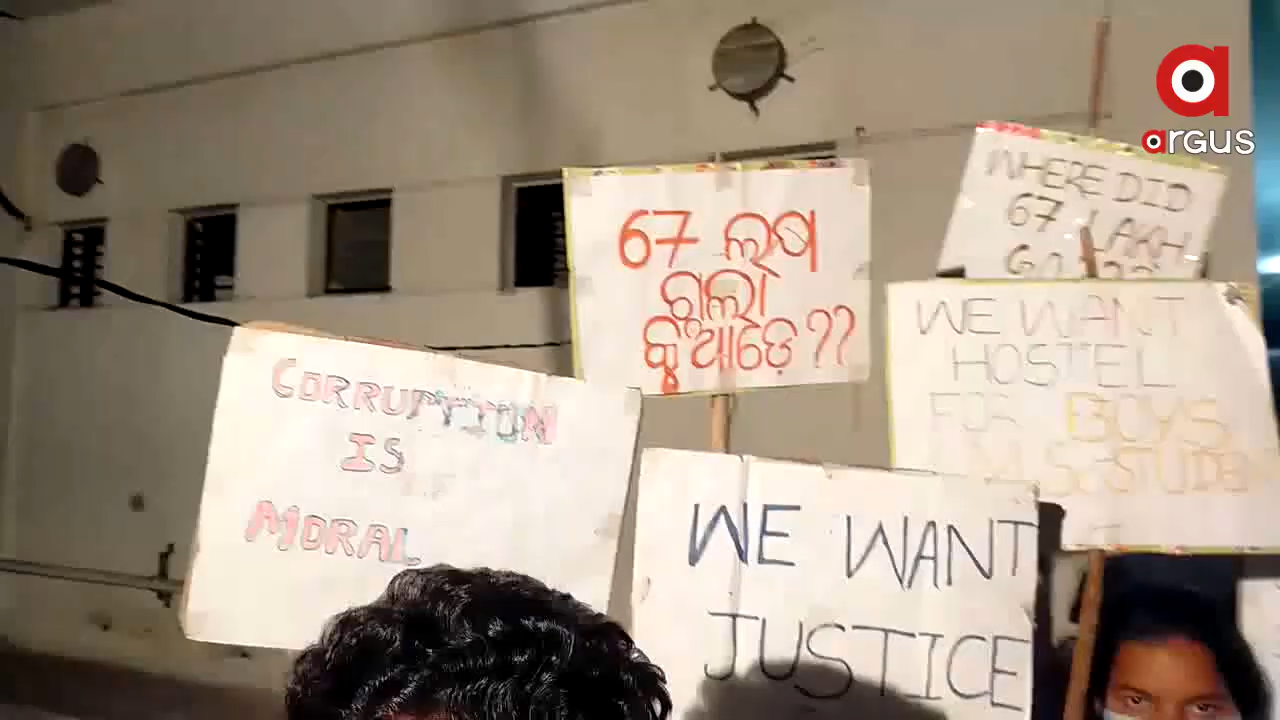 argus
WHERE DID
67 LAKH
67 ଲକ୍ଷ
ଗଲା
କୁଆଡ଼େ ??
WE WANT
HOSTEL
FOR BOYS
CORRUPTION
IS
MORAL
WE WANT
JUSTICE